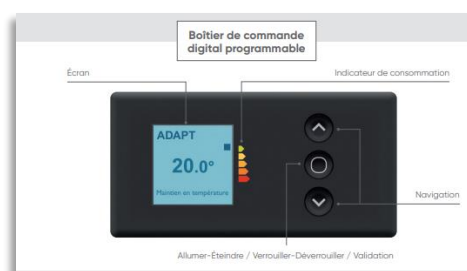 Boîtier de commande
digital programmable
Écran
Indicateur de consommation
ADAPT
20.0°
Maintien en température
Navigation
Allumer-Éteindre / Verrouiller-Déverrouiller / Validation